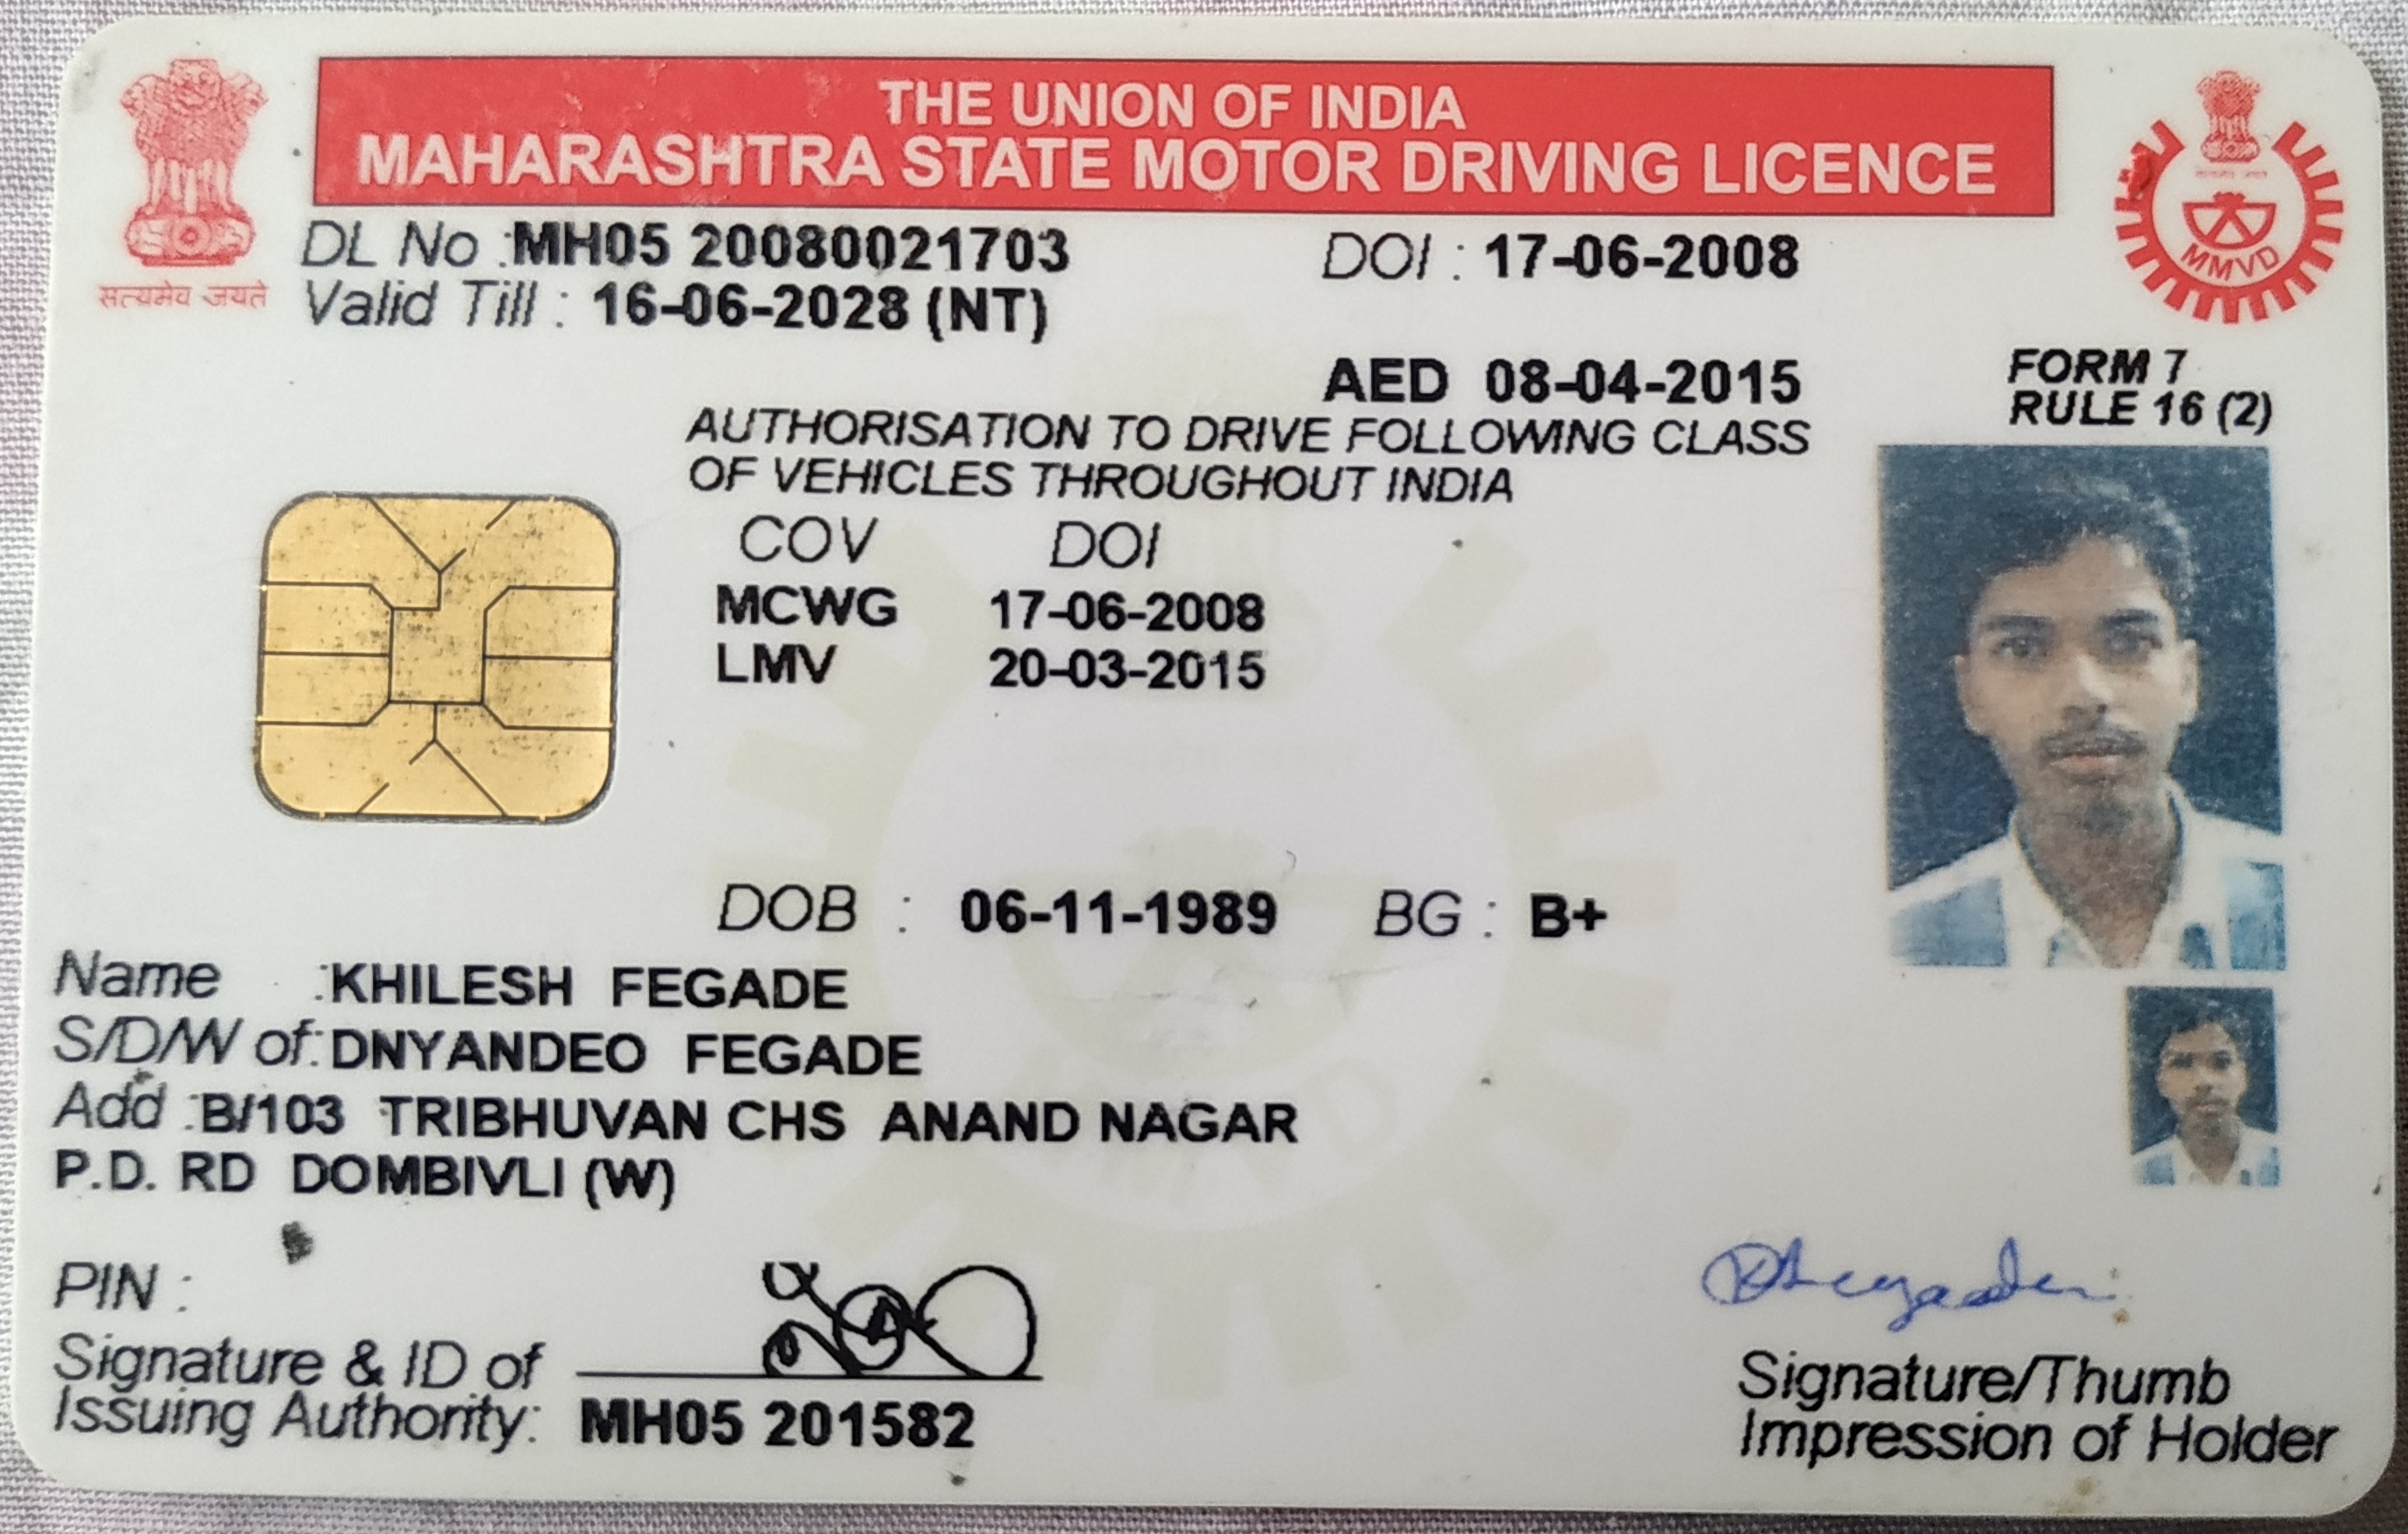 THE UNION OF INDIA
MAHARASHTRA STATE MOTOR DRIVING LICENCE
सत्यमेव जयते
MMVD
DL No :MH05 20080021703 DOI : 17-06-2008
Valid Till : 16-06-2028 (NT)
AED 08-04-2015
FORM 7
RULE 16 (2)
AUTHORISATION TO DRIVE FOLLOWING CLASS
OF VEHICLES THROUGHOUT INDIA
COV DOI
MCWG 17-06-2008
LMV 20-03-2015
DOB : 06-11-1989 BG : B+
Name :KHILESH FEGADE
S/D/W of:DNYANDEO FEGADE
Add :B/103 TRIBHUVAN CHS ANAND NAGAR
P.D. RD DOMBIVLI (W)
PIN :
Signature & ID of
Issuing Authority: MH05 201582
Signature/Thumb
Impression of Holder